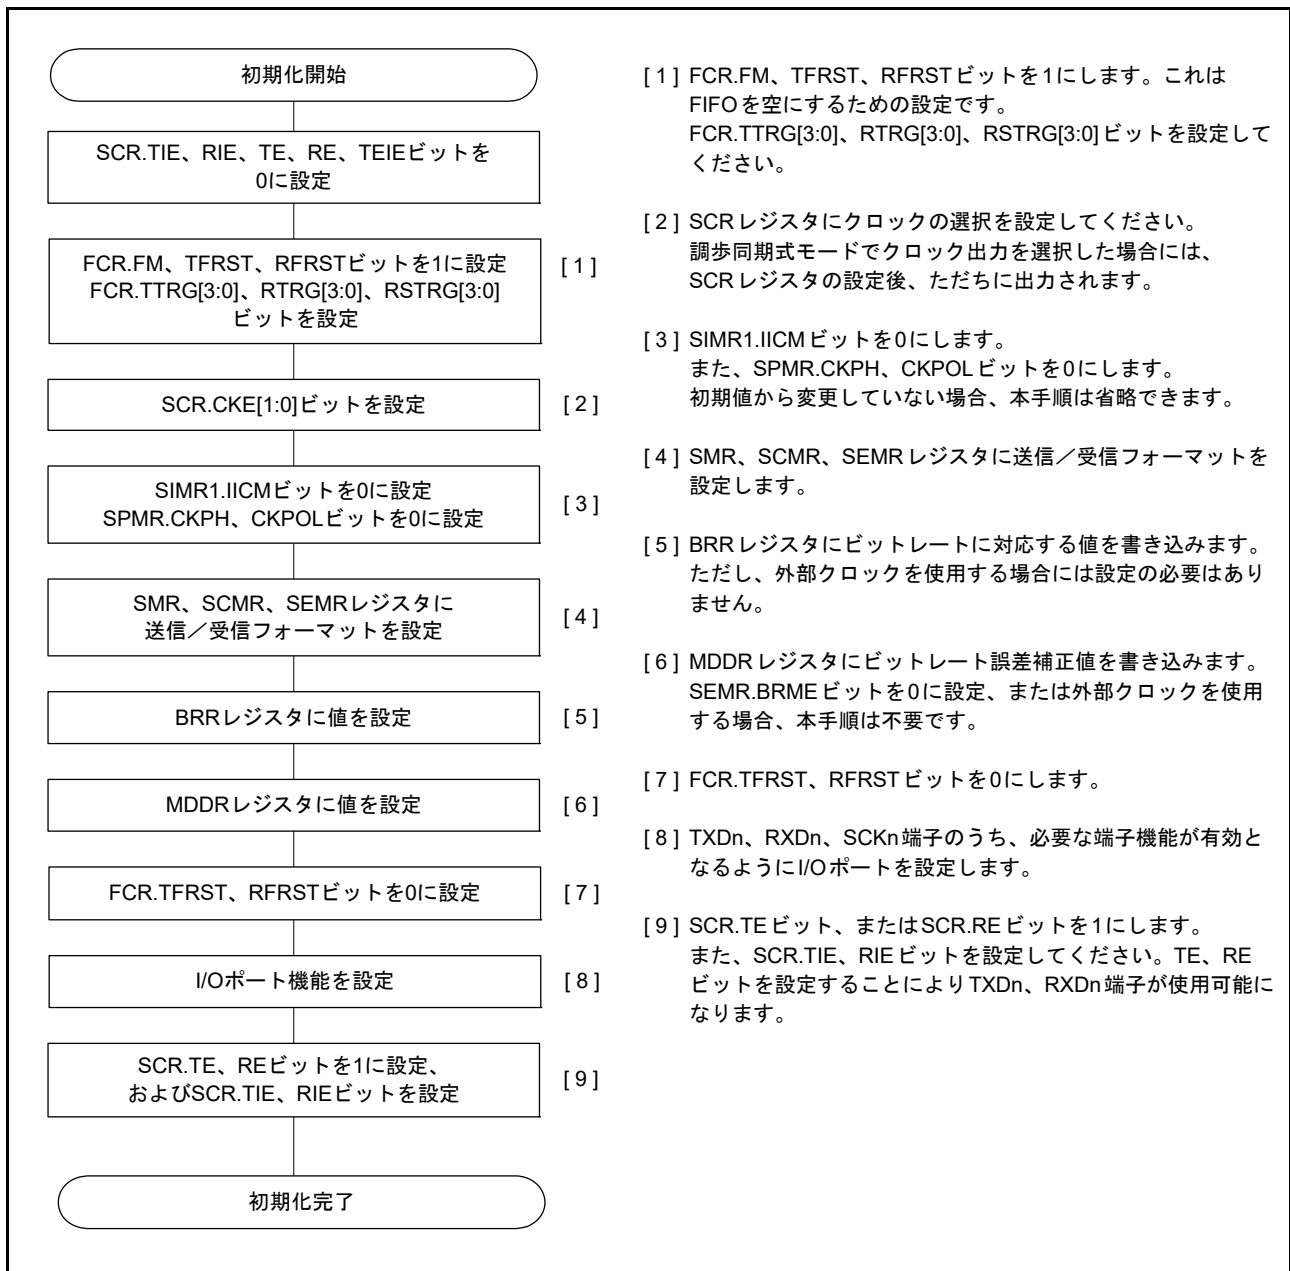 初期化開始
SCR.TIE、RIE、TE、RE、TEIEビットを
0に設定
FCR.FM、TFRST、RFRSTビットを1に設定
FCR.TTRG[3:0]、RTRG[3:0]、RSTRG[3:0]
ビットを設定
[ 1 ]
SCR.CKE[1:0]ビットを設定
[ 2 ]
SIMR1.IICMビットを0に設定
SPMR.CKPH、CKPOLビットを0に設定
[ 3 ]
SMR、SCMR、SEMRレジスタに
送信／受信フォーマットを設定
[ 4 ]
BRRレジスタに値を設定
[ 5 ]
MDDRレジスタに値を設定
[ 6 ]
FCR.TFRST、RFRSTビットを0に設定
[ 7 ]
I/Oポート機能を設定
[ 8 ]
SCR.TE、REビットを1に設定、
およびSCR.TIE、RIEビットを設定
[ 9 ]
初期化完了
[ 1 ] FCR.FM、TFRST、RFRSTビットを1にします。これは
FIFOを空にするための設定です。
FCR.TTRG[3:0]、RTRG[3:0]、RSTRG[3:0]ビットを設定して
ください。
[ 2 ] SCRレジスタにクロックの選択を設定してください。
調歩同期式モードでクロック出力を選択した場合には、
SCRレジスタの設定後、ただちに出力されます。
[ 3 ] SIMR1.IICMビットを0にします。
また、SPMR.CKPH、CKPOLビットを0にします。
初期値から変更していない場合、本手順は省略できます。
[ 4 ] SMR、SCMR、SEMRレジスタに送信／受信フォーマットを
設定します。
[ 5 ] BRRレジスタにビットレートに対応する値を書き込みます。
ただし、外部クロックを使用する場合には設定の必要はあり
ません。
[ 6 ] MDDRレジスタにビットレート誤差補正値を書き込みます。
SEMR.BRMEビットを0に設定、または外部クロックを使用
する場合、本手順は不要です。
[ 7 ] FCR.TFRST、RFRSTビットを0にします。
[ 8 ] TXDn、RXDn、SCKn端子のうち、必要な端子機能が有効と
なるようにI/Oポートを設定します。
[ 9 ] SCR.TEビット、またはSCR.REビットを1にします。
また、SCR.TIE、RIEビットを設定してください。TE、RE
ビットを設定することによりTXDn、RXDn端子が使用可能に
なります。